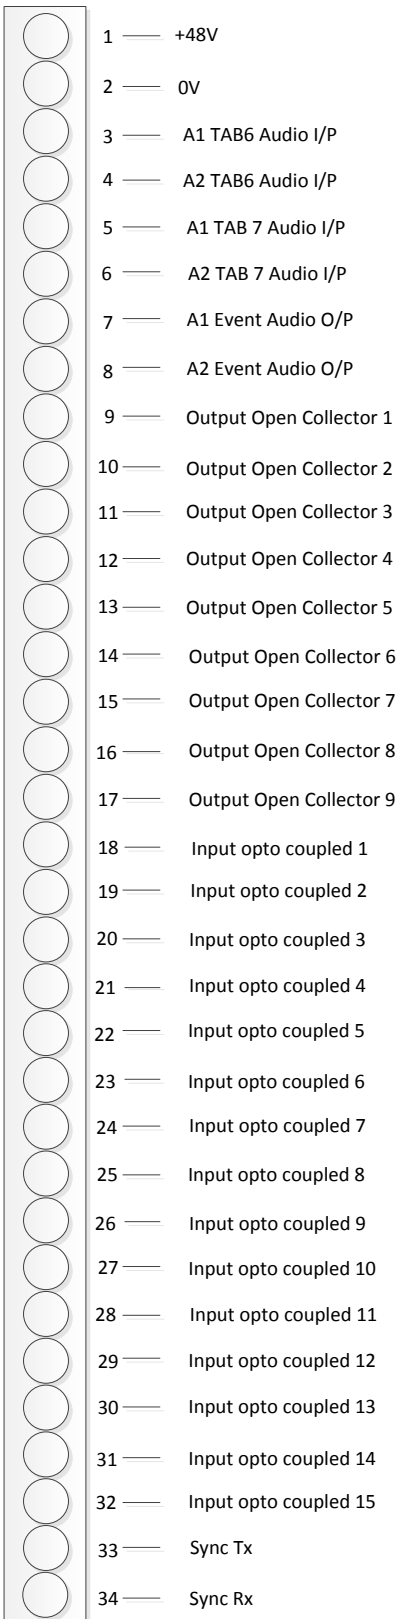 1 +48V
2 0V
3 A1 TAB6 Audio I/P
4 A2 TAB6 Audio I/P
5 A1 TAB 7 Audio I/P
6 A2 TAB 7 Audio I/P
7 A1 Event Audio O/P
8 A2 Event Audio O/P
9 Output Open Collector 1
10 Output Open Collector 2
11 Output Open Collector 3
12 Output Open Collector 4
13 Output Open Collector 5
14 Output Open Collector 6
15 Output Open Collector 7
16 Output Open Collector 8
17 Output Open Collector 9
18 Input opto coupled 1
19 Input opto coupled 2
20 Input opto coupled 3
21 Input opto coupled 4
22 Input opto coupled 5
23 Input opto coupled 6
24 Input opto coupled 7
25 Input opto coupled 8
26 Input opto coupled 9
27 Input opto coupled 10
28 Input opto coupled 11
29 Input opto coupled 12
30 Input opto coupled 13
31 Input opto coupled 14
32 Input opto coupled 15
33 Sync Tx
34 Sync Rx